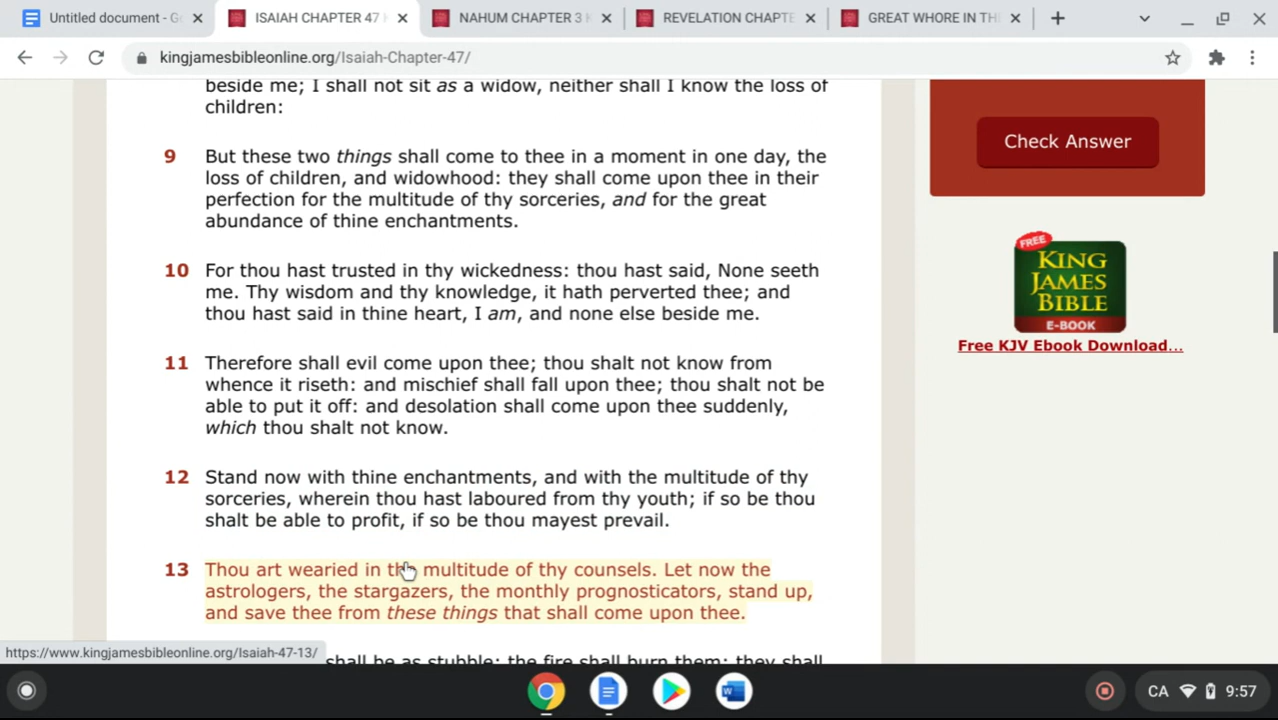 Untitled document - G
ISAIAH CHAPTER 47
NAHUM CHAPTER 3
REVELATION CHAPTE
GREAT WHORE IN TH
kingjamesbibleonline.org/Isaiah-Chapter-47/
beside me; I shall not sit as a widow, neither shall I know the loss of
children:
9 But these two things shall come to thee in a moment in one day, the
loss of children, and widowhood: they shall come upon thee in their
perfection for the multitude of thy sorceries, and for the great
abundance of thine enchantments.
10 For thou hast trusted in thy wickedness: thou hast said, None seeth
me. Thy wisdom and thy knowledge, it hath perverted thee; and
thou hast said in thine heart, I am, and none else beside me.
11 Therefore shall evil come upon thee; thou shalt not know from
whence it riseth: and mischief shall fall upon thee; thou shalt not be
able to put it off: and desolation shall come upon thee suddenly,
which thou shalt not know.
12 Stand now with thine enchantments, and with the multitude of thy
sorceries, wherein thou hast laboured from thy youth; if so be thou
shalt be able to profit, if so be thou mayest prevail.
13 Thou art wearied in the multitude of thy counsels. Let now the
astrologers, the stargazers, the monthly prognosticators, stand up,
and save thee from these things that shall come upon thee.
shall be as stubble; the fire shall burn them; they shall
https://www.kingjamesbibleonline.org/Isaiah-47-13/
Check Answer
FREE
KING
JAMES
BIBLE
E-BOOK
Free KJV Ebook Download...
CA 9:57